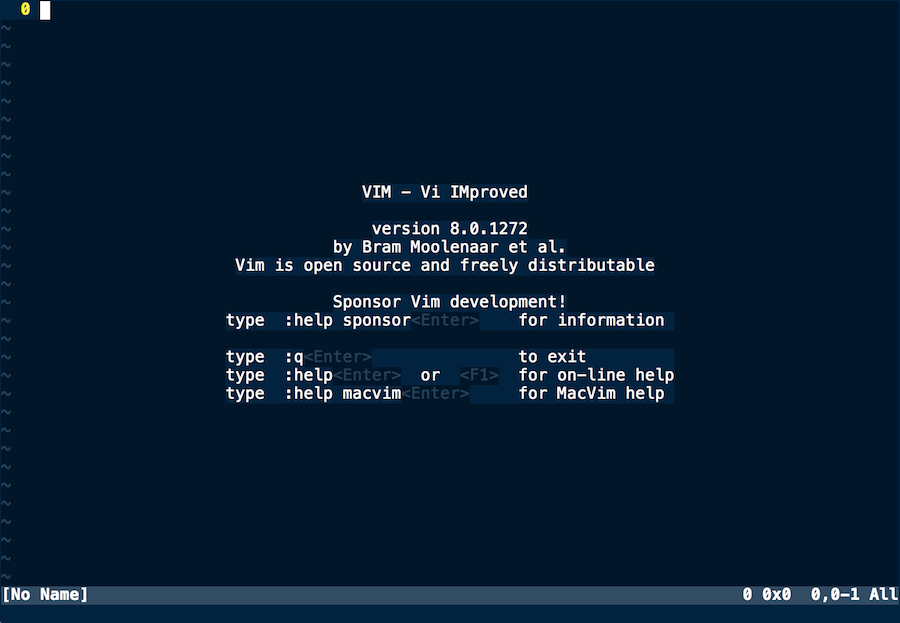 0
~
~
~
~
~
~
~
~
~
~ VIM - Vi IMproved
~
~ version 8.0.1272
~ by Bram Moolenaar et al.
~ Vim is open source and freely distributable
~
~ Sponsor Vim development!
~ type :help sponsor<Enter> for information
~
~ type :q<Enter> to exit
~ type :help<Enter> or <F1> for on-line help
~ type :help macvim<Enter> for MacVim help
~
~
~
~
~
~
~
~
~
~
[No Name] 0 0x0 0,0-1 All